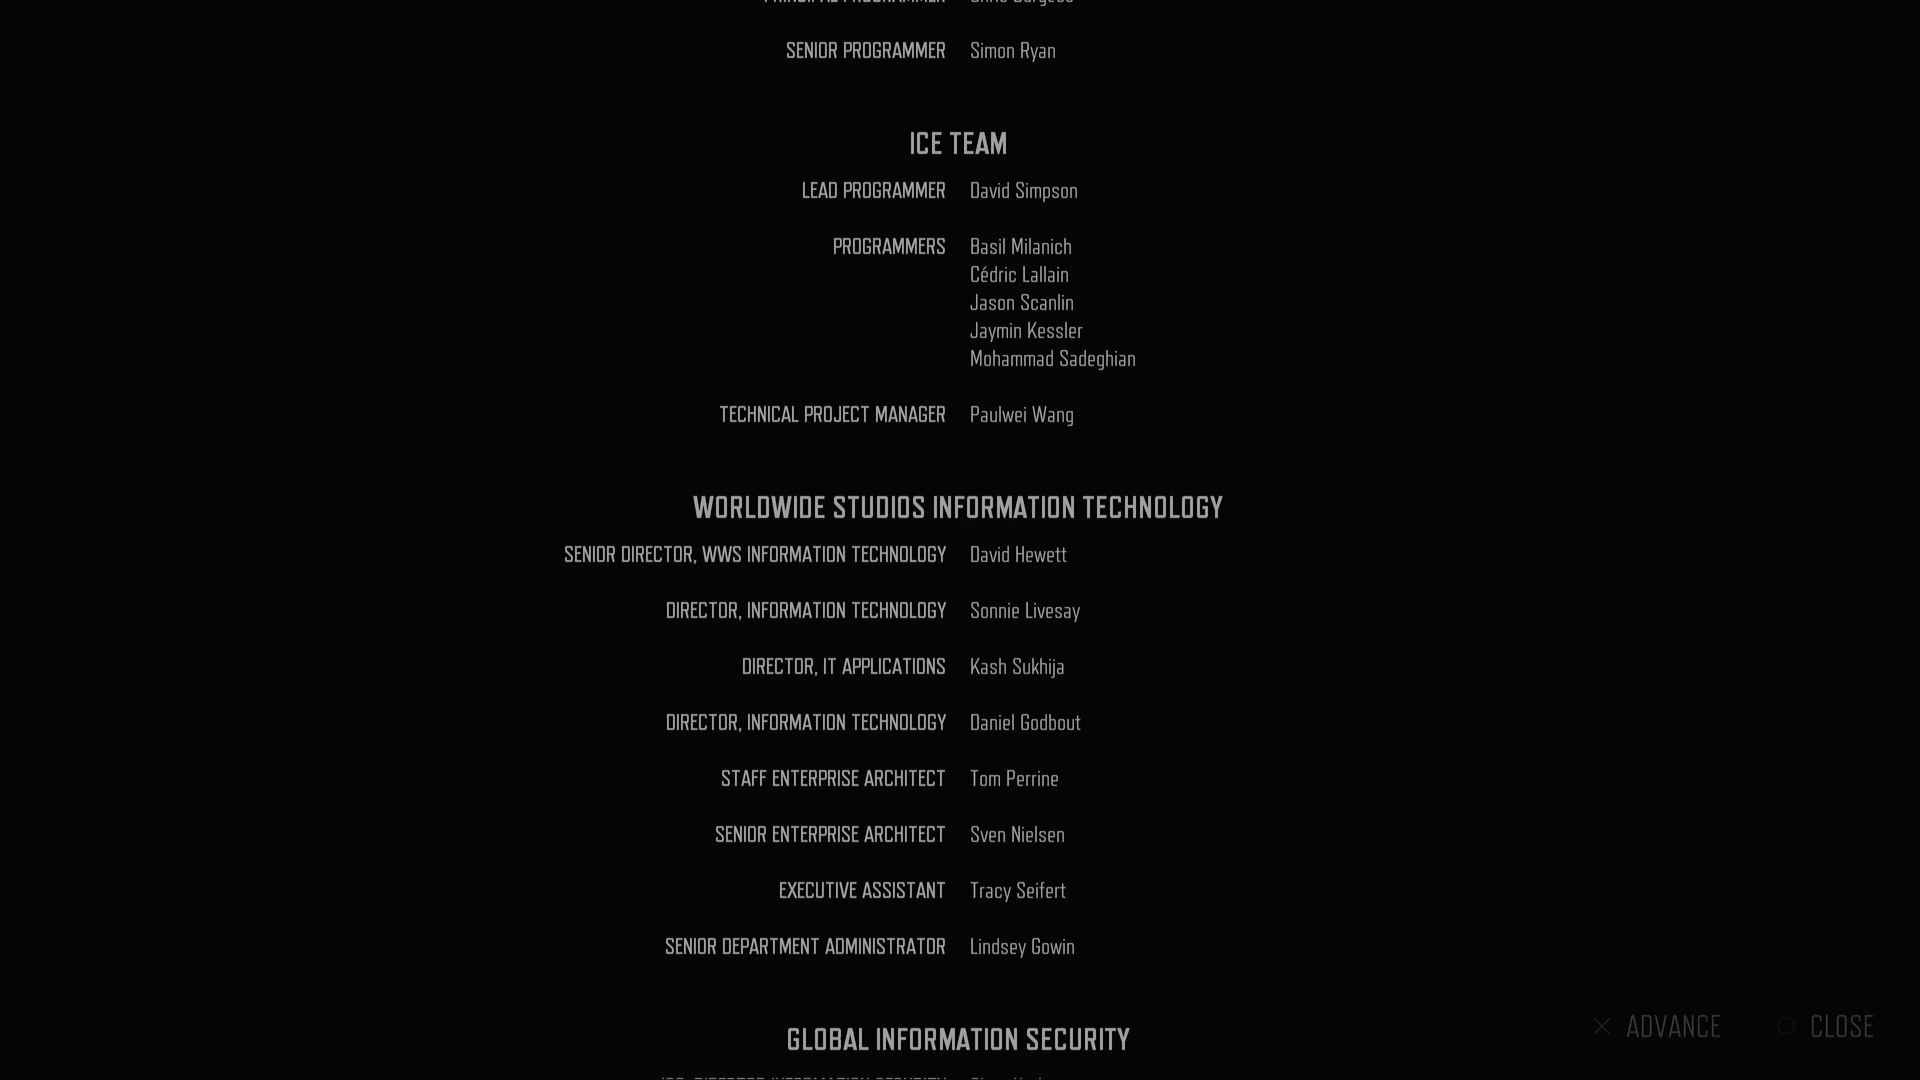 PRINCIPAL PROGRAMMER Chris Burgess
SENIOR PROGRAMMER Simon Ryan
ICE TEAM
LEAD PROGRAMMER David Simpson
PROGRAMMERS Basil Milanich
Cédric Lallain
Jason Scanlin
Jaymin Kessler
Mohammad Sadeghian
TECHNICAL PROJECT MANAGER Paulwei Wang
WORLDWIDE STUDIOS INFORMATION TECHNOLOGY
SENIOR DIRECTOR, WWS INFORMATION TECHNOLOGY David Hewett
DIRECTOR, INFORMATION TECHNOLOGY Sonnie Livesay
DIRECTOR, IT APPLICATIONS Kash Sukhija
DIRECTOR, INFORMATION TECHNOLOGY Daniel Godbout
STAFF ENTERPRISE ARCHITECT Tom Perrine
SENIOR ENTERPRISE ARCHITECT Sven Nielsen
EXECUTIVE ASSISTANT Tracy Seifert
SENIOR DEPARTMENT ADMINISTRATOR Lindsey Gowin
GLOBAL INFORMATION SECURITY
ADVANCE CLOSE